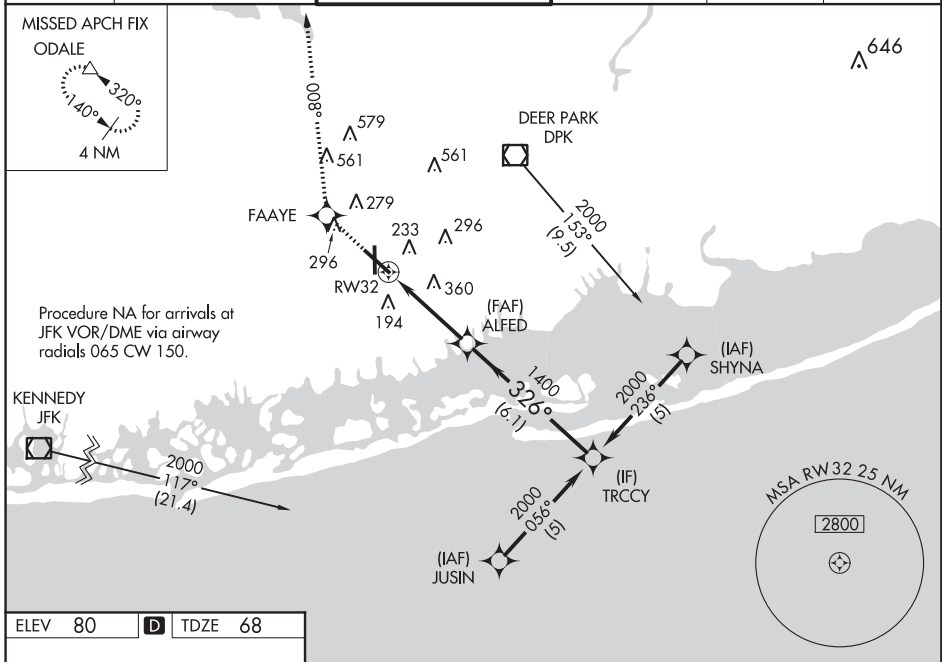 MISSED APCH FIX
ODALE
320°
140°
4 NM
008°
646
579
561
561
DEER PARK
DPK
FAAYE
279
233
296
296
2000
153°
(9.5)
RW32
360
194
Procedure NA for arrivals at
JFK VOR/DME via airway
radials 065 CW 150.
(FAF)
ALFED
(IAF)
SHYNA
1400
326°
(6.1)
2000
236°
(5)
KENNEDY
JFK
2000
117°
(21.4)
(IF)
TRCCY
2000
056°
(5)
(IAF)
JUSIN
MSA RW32 25 NM
2800
ELEV 80 D TDZE 68